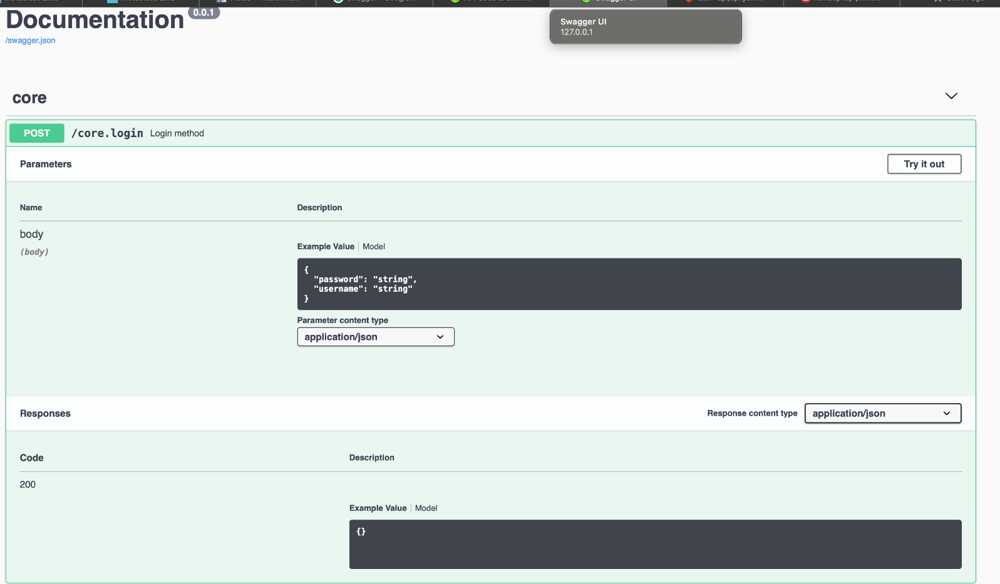 Documentation 0.0.1
/swagger.json
Swagger UI
127.0.0.1
core
POST /core.login Login method
Parameters
Try it out
Name Description
body
(body)
Example Value Model
{
"password": "string",
"username": "string"
}
Parameter content type
application/json
Responses
Response content type application/json
Code Description
200
Example Value Model
{}